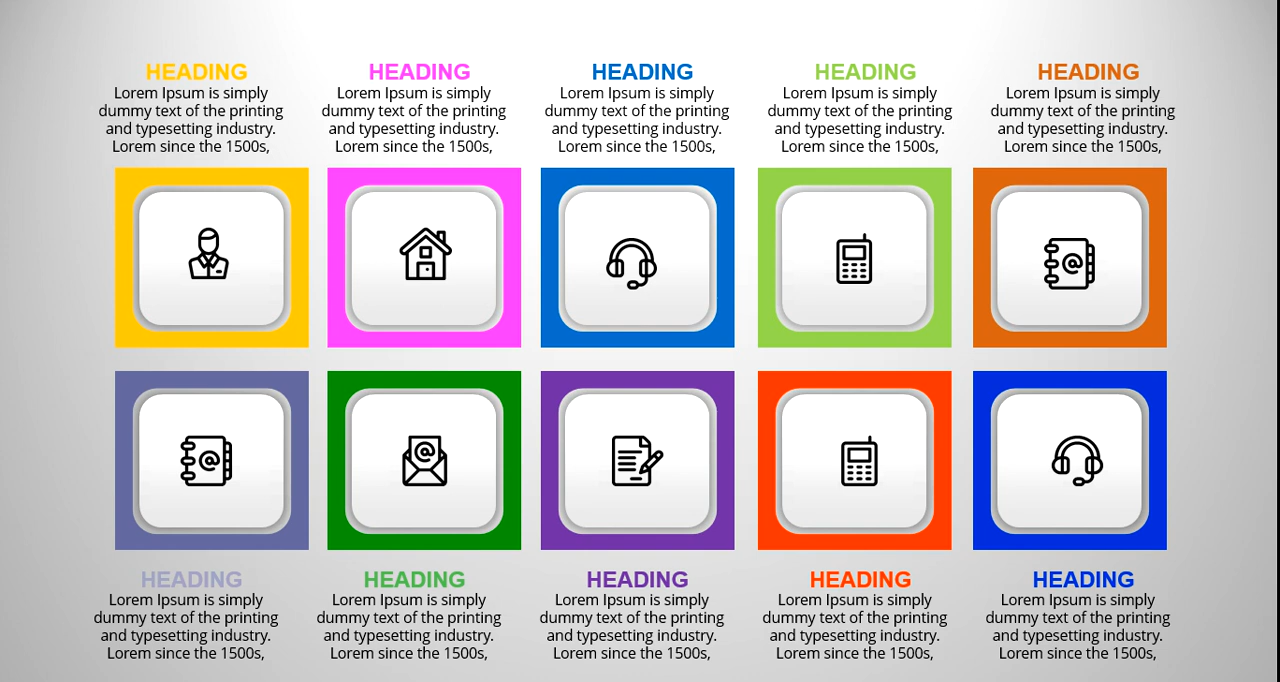 HEADING
Lorem Ipsum is simply
dummy text of the printing
and typesetting industry.
Lorem since the 1500s,
HEADING
Lorem Ipsum is simply
dummy text of the printing
and typesetting industry.
Lorem since the 1500s,
HEADING
Lorem Ipsum is simply
dummy text of the printing
and typesetting industry.
Lorem since the 1500s,
HEADING
Lorem Ipsum is simply
dummy text of the printing
and typesetting industry.
Lorem since the 1500s,
HEADING
Lorem Ipsum is simply
dummy text of the printing
and typesetting industry.
Lorem since the 1500s,
@
@
@
HEADING
Lorem Ipsum is simply
dummy text of the printing
and typesetting industry.
Lorem since the 1500s,
HEADING
Lorem Ipsum is simply
dummy text of the printing
and typesetting industry.
Lorem since the 1500s,
HEADING
Lorem Ipsum is simply
dummy text of the printing
and typesetting industry.
Lorem since the 1500s,
HEADING
Lorem Ipsum is simply
dummy text of the printing
and typesetting industry.
Lorem since the 1500s,
HEADING
Lorem Ipsum is simply
dummy text of the printing
and typesetting industry.
Lorem since the 1500s,